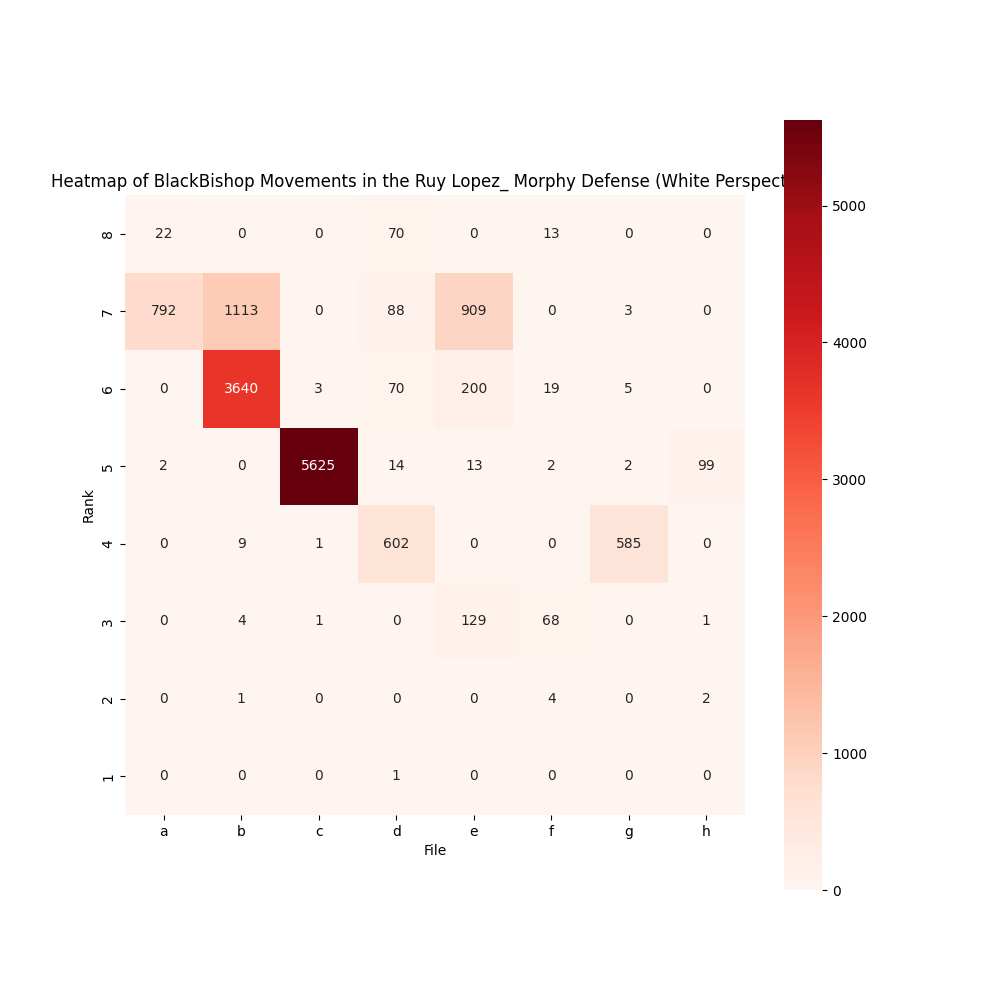 Heatmap of BlackBishop Movements in the Ruy Lopez_ Morphy Defense (White Perspect
8 22 0 0 70 0 13 0 0
7 792 1113 0 88 909 0 3 0
6 0 3640 3 70 200 19 5 0
5 2 0 5625 14 13 2 2 99
4 0 9 1 602 0 0 585 0
3 0 4 1 0 129 68 0 1
2 0 1 0 0 0 4 0 2
1 0 0 0 1 0 0 0 0
a b c d e f g h
File
Rank
5000
4000
3000
2000
1000
0